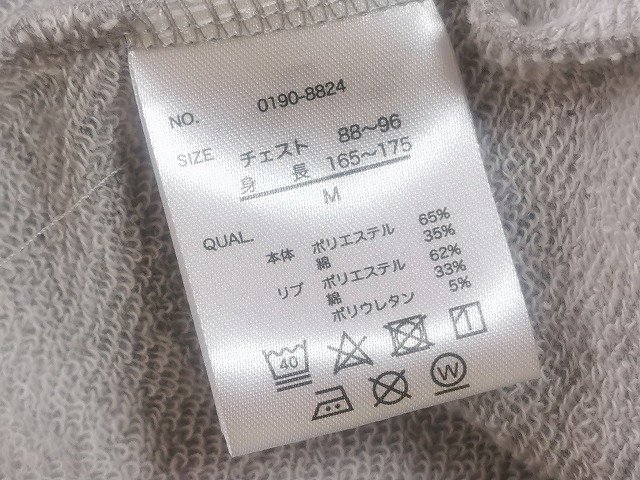 NO. 0190-8824
SIZE チェスト 88〜96
身長 165〜175
M
QUAL. 本体 ポリエステル 65%
綿 35%
リブ ポリエステル 62%
綿 33%
ポリウレタン 5%
40
W